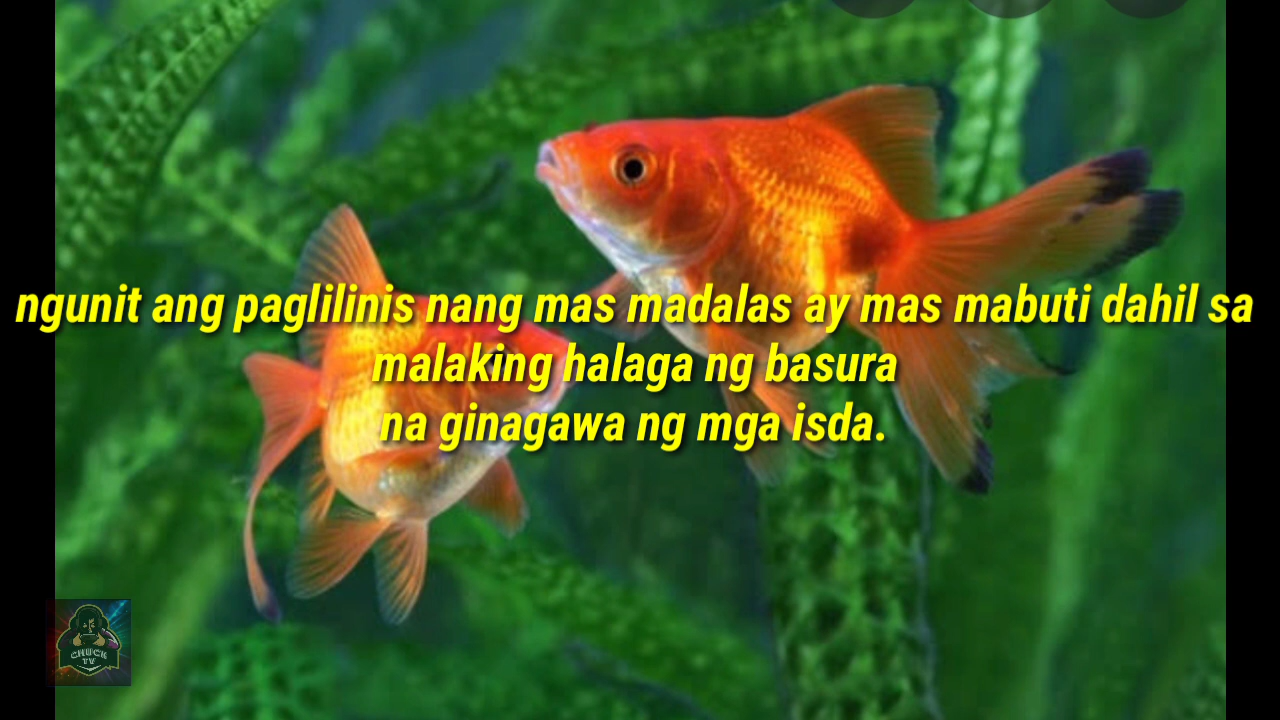 ngunit ang paglilinis nang mas madalas ay mas mabuti dahil sa
malaking halaga ng basura
na ginagawa ng mga isda.
CHUCK
TV